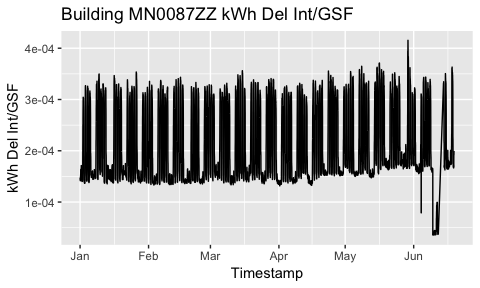 Building MN0087ZZ kWh Del Int/GSF
kWh Del Int/GSF
4e-04
3e-04
2e-04
1e-04
Jan Feb Mar Apr May Jun
Timestamp